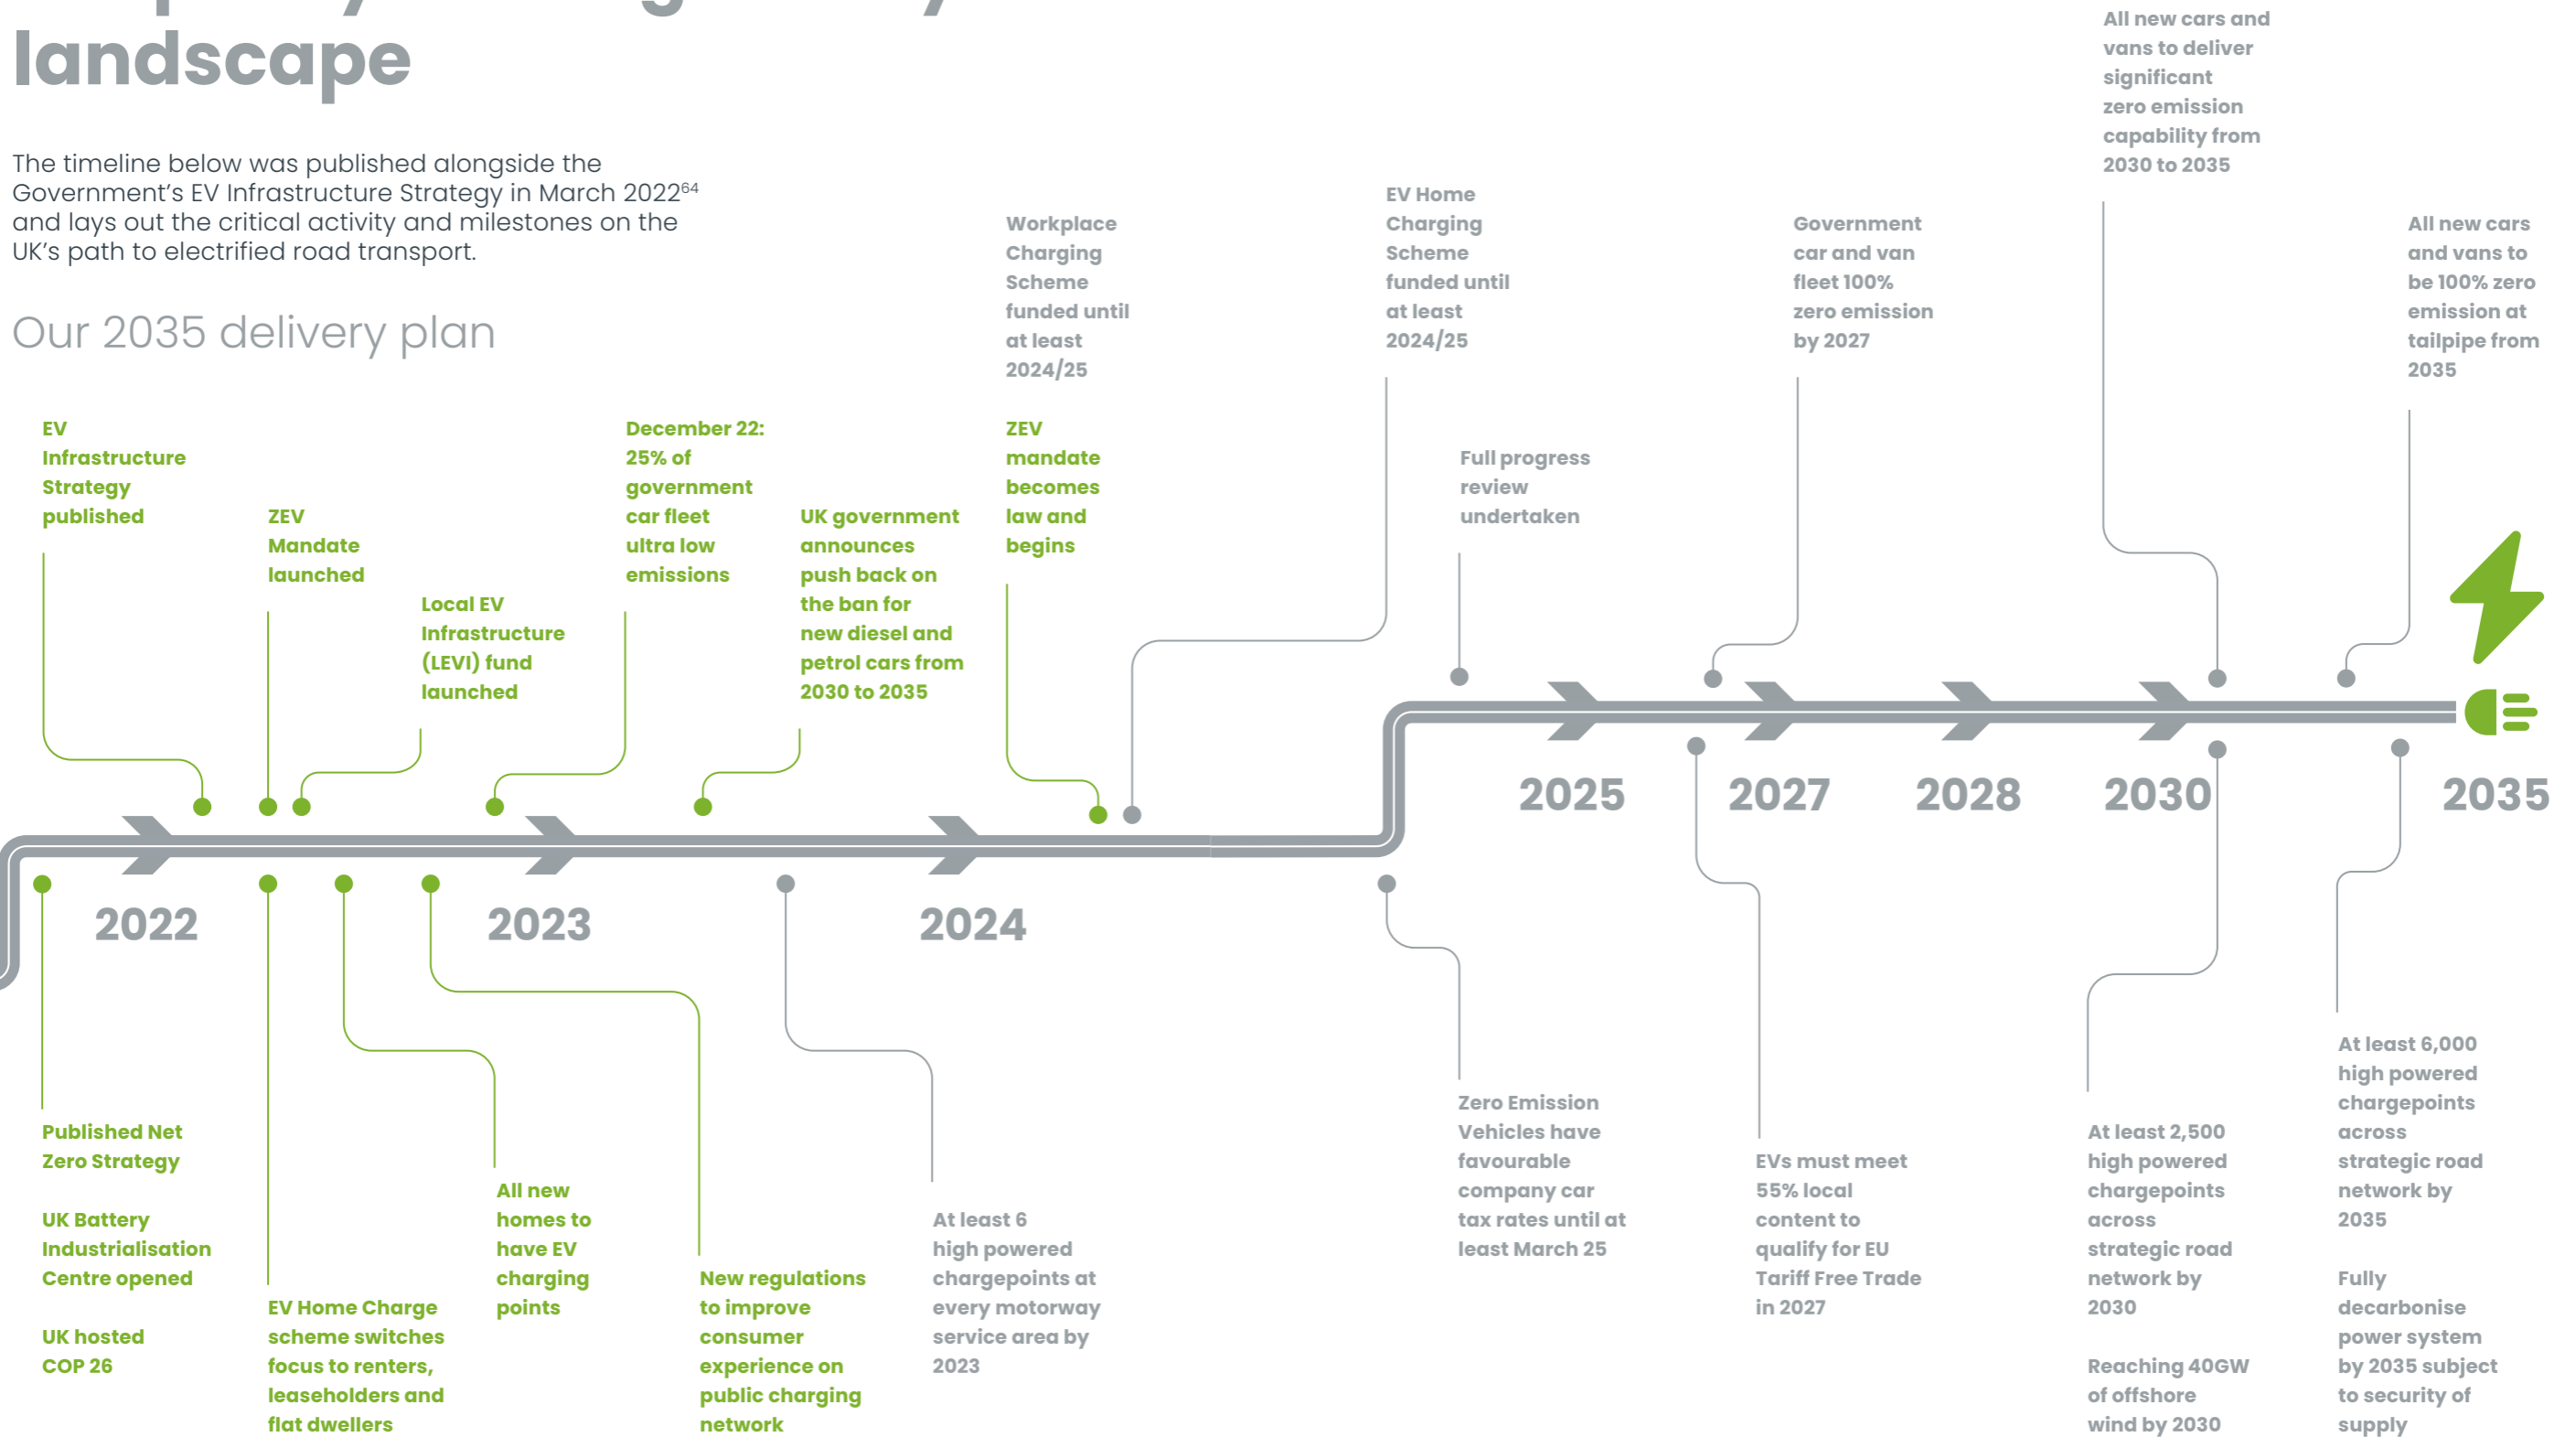 landscape
The timeline below was published alongside the
Government’s EV Infrastructure Strategy in March 2022⁶⁴
and lays out the critical activity and milestones on the
UK’s path to electrified road transport.
Our 2035 delivery plan
EV
Infrastructure
Strategy
published
ZEV
Mandate
launched
Local EV
Infrastructure
(LEVI) fund
launched
December 22:
25% of
government
car fleet
ultra low
emissions
UK government
announces
push back on
the ban for
new diesel and
petrol cars from
2030 to 2035
Workplace
Charging
Scheme
funded until
at least
2024/25
ZEV
mandate
becomes
law and
begins
EV Home
Charging
Scheme
funded until
at least
2024/25
Full progress
review
undertaken
Government
car and van
fleet 100%
zero emission
by 2027
All new cars and
vans to deliver
significant
zero emission
capability from
2030 to 2035
All new cars
and vans to
be 100% zero
emission at
tailpipe from
2035
2022
2023
2024
2025
2027
2028
2030
2035
Published Net
Zero Strategy
UK Battery
Industrialisation
Centre opened
UK hosted
COP 26
EV Home Charge
scheme switches
focus to renters,
leaseholders and
flat dwellers
All new
homes to
have EV
charging
points
New regulations
to improve
consumer
experience on
public charging
network
At least 6
high powered
chargepoints at
every motorway
service area by
2023
Zero Emission
Vehicles have
favourable
company car
tax rates until at
least March 25
EVs must meet
55% local
content to
qualify for EU
Tariff Free Trade
in 2027
At least 2,500
high powered
chargepoints
across
strategic road
network by
2030
Reaching 40GW
of offshore
wind by 2030
At least 6,000
high powered
chargepoints
across
strategic road
network by
2035
Fully
decarbonise
power system
by 2035 subject
to security of
supply